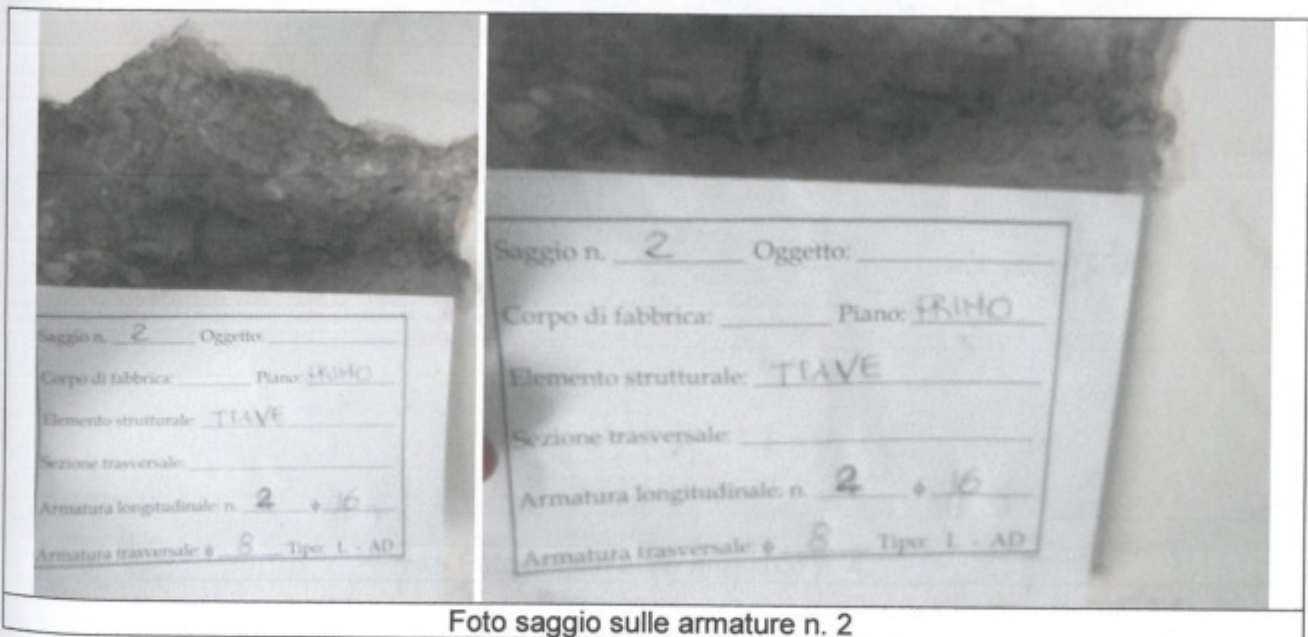 Saggio n. 2 Oggetto:
Corpo di fabbrica: Piano: PRIMO
Elemento strutturale: TRAVE
Sezione trasversale:
Armatura longitudinale: n. 2 ϕ 16
Armatura trasversale: ϕ 8 Tipo: L - AD
Saggio n. 2 Oggetto:
Corpo di fabbrica: Piano: PRIMO
Elemento strutturale: TRAVE
Sezione trasversale:
Armatura longitudinale: n. 2 ϕ 16
Armatura trasversale: ϕ 8 Tipo: L - AD
Foto saggio sulle armature n. 2